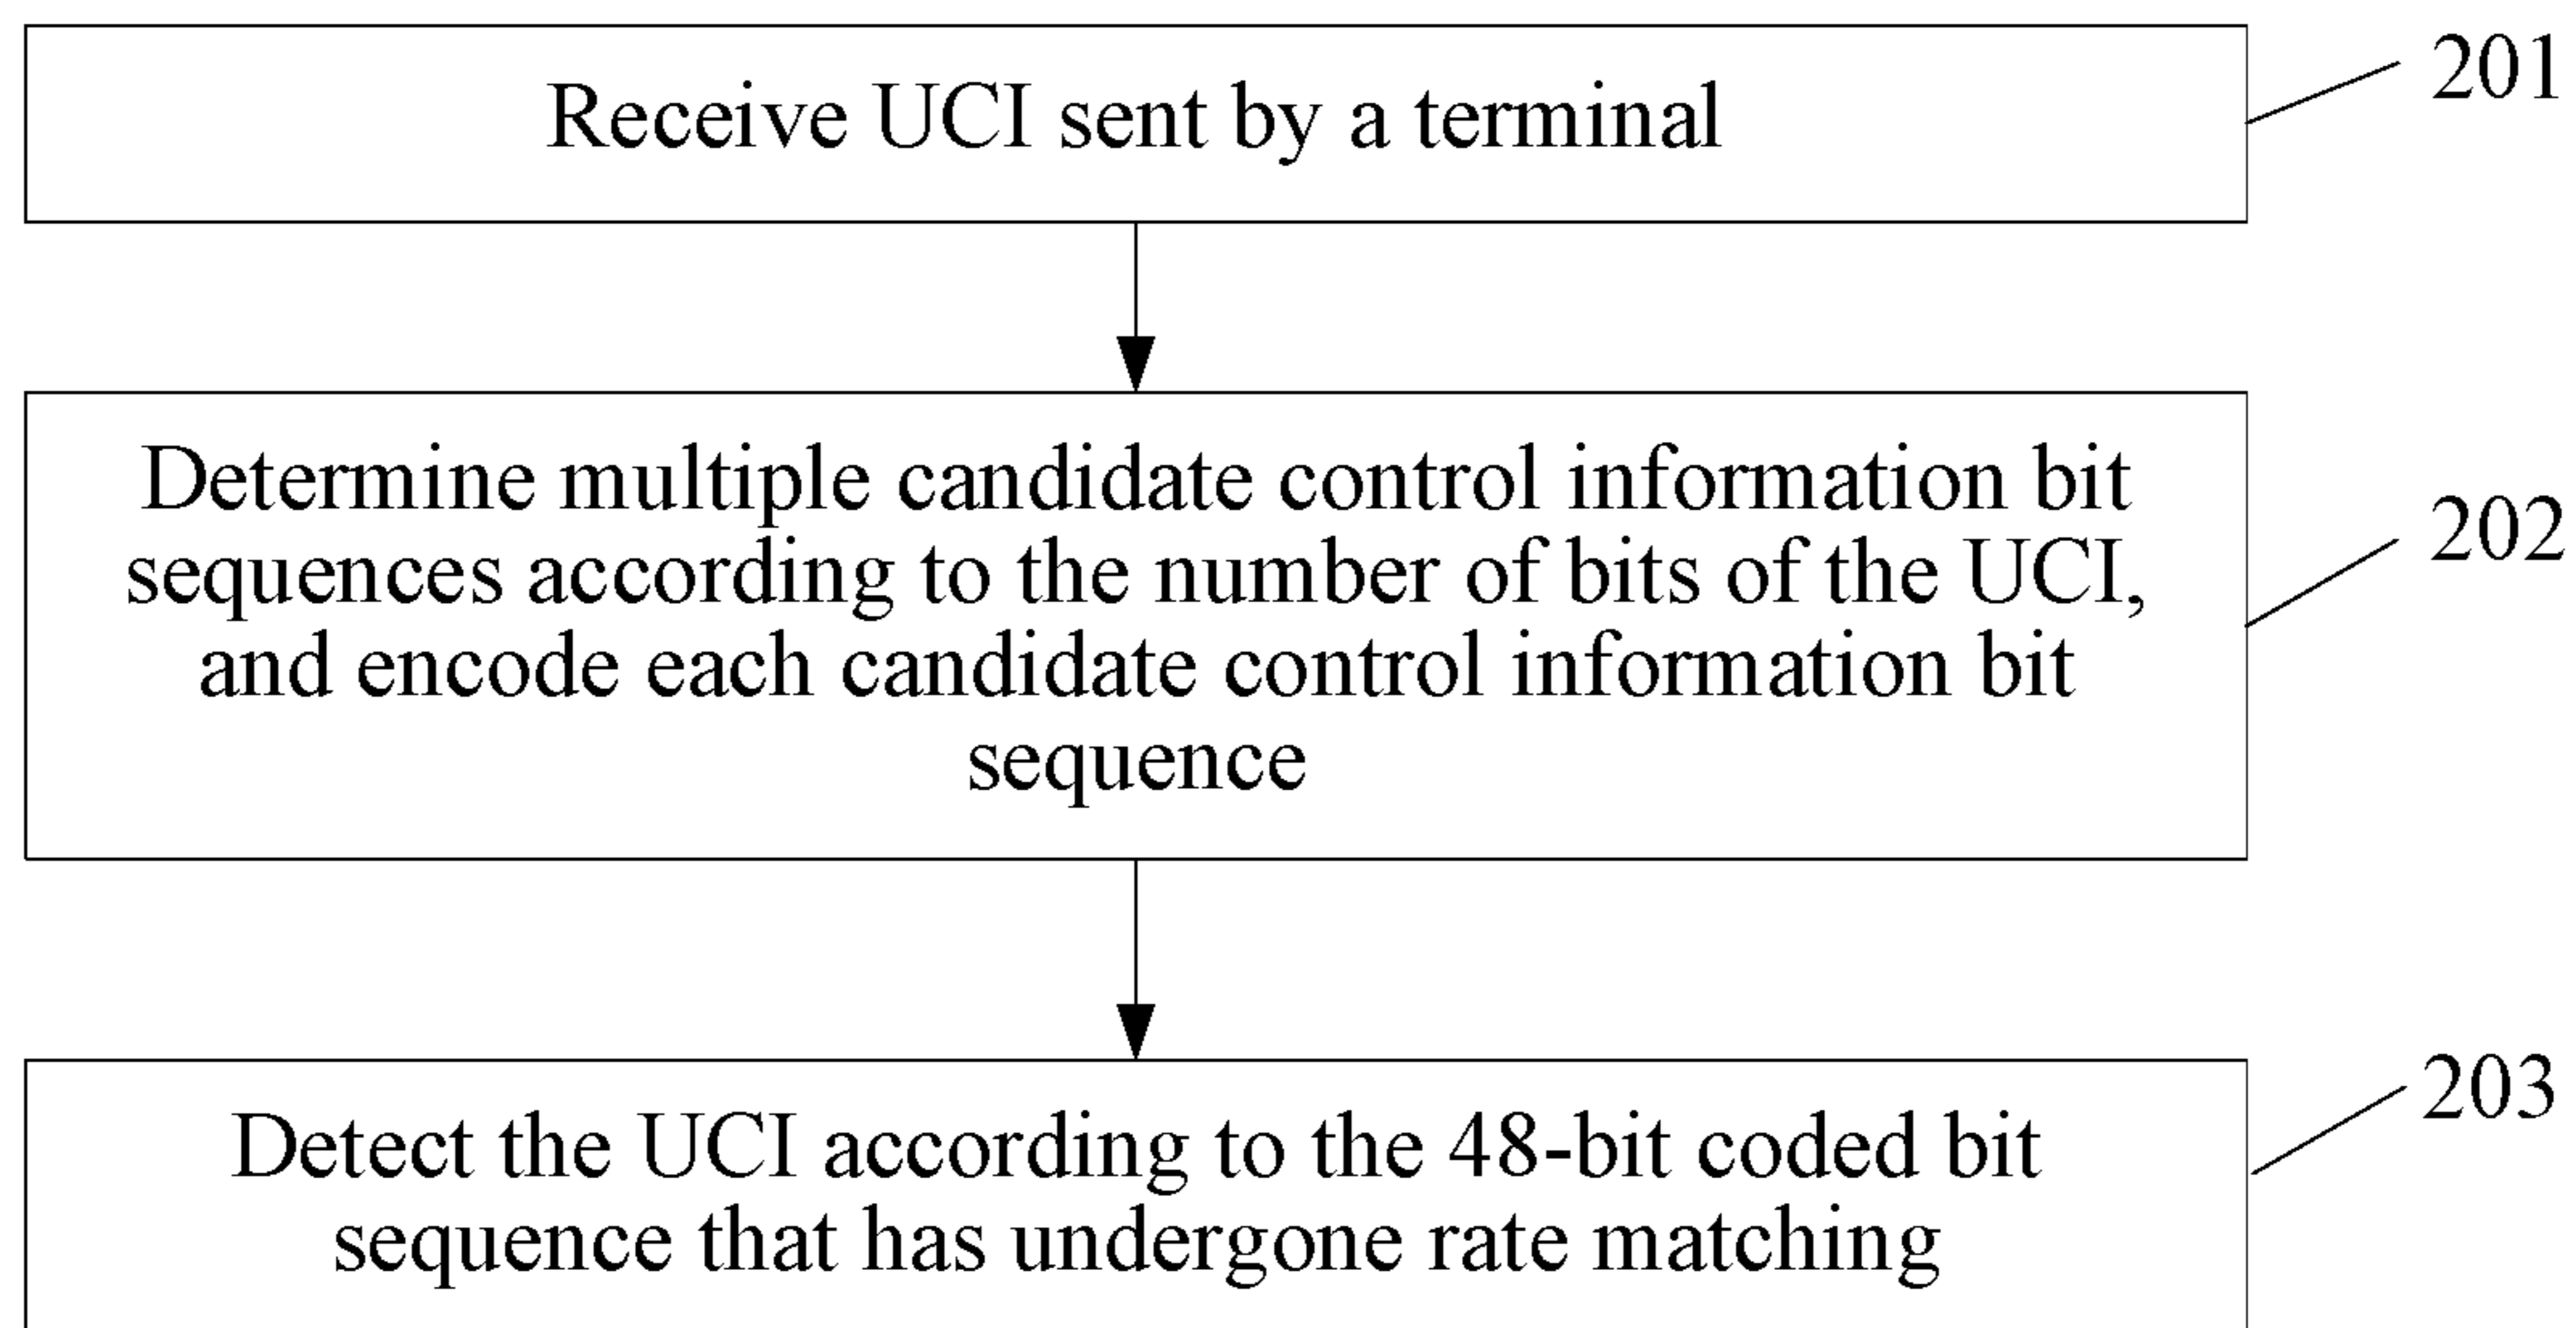 Receive UCI sent by a terminal
201
Determine multiple candidate control information bit
sequences according to the number of bits of the UCI,
and encode each candidate control information bit
sequence
202
Detect the UCI according to the 48-bit coded bit
sequence that has undergone rate matching
203